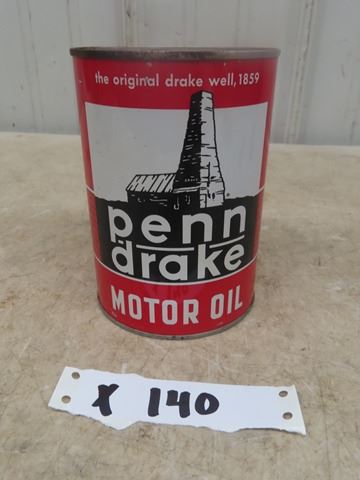 the original drake well, 1859
penn
drake
MOTOR OIL
X 140